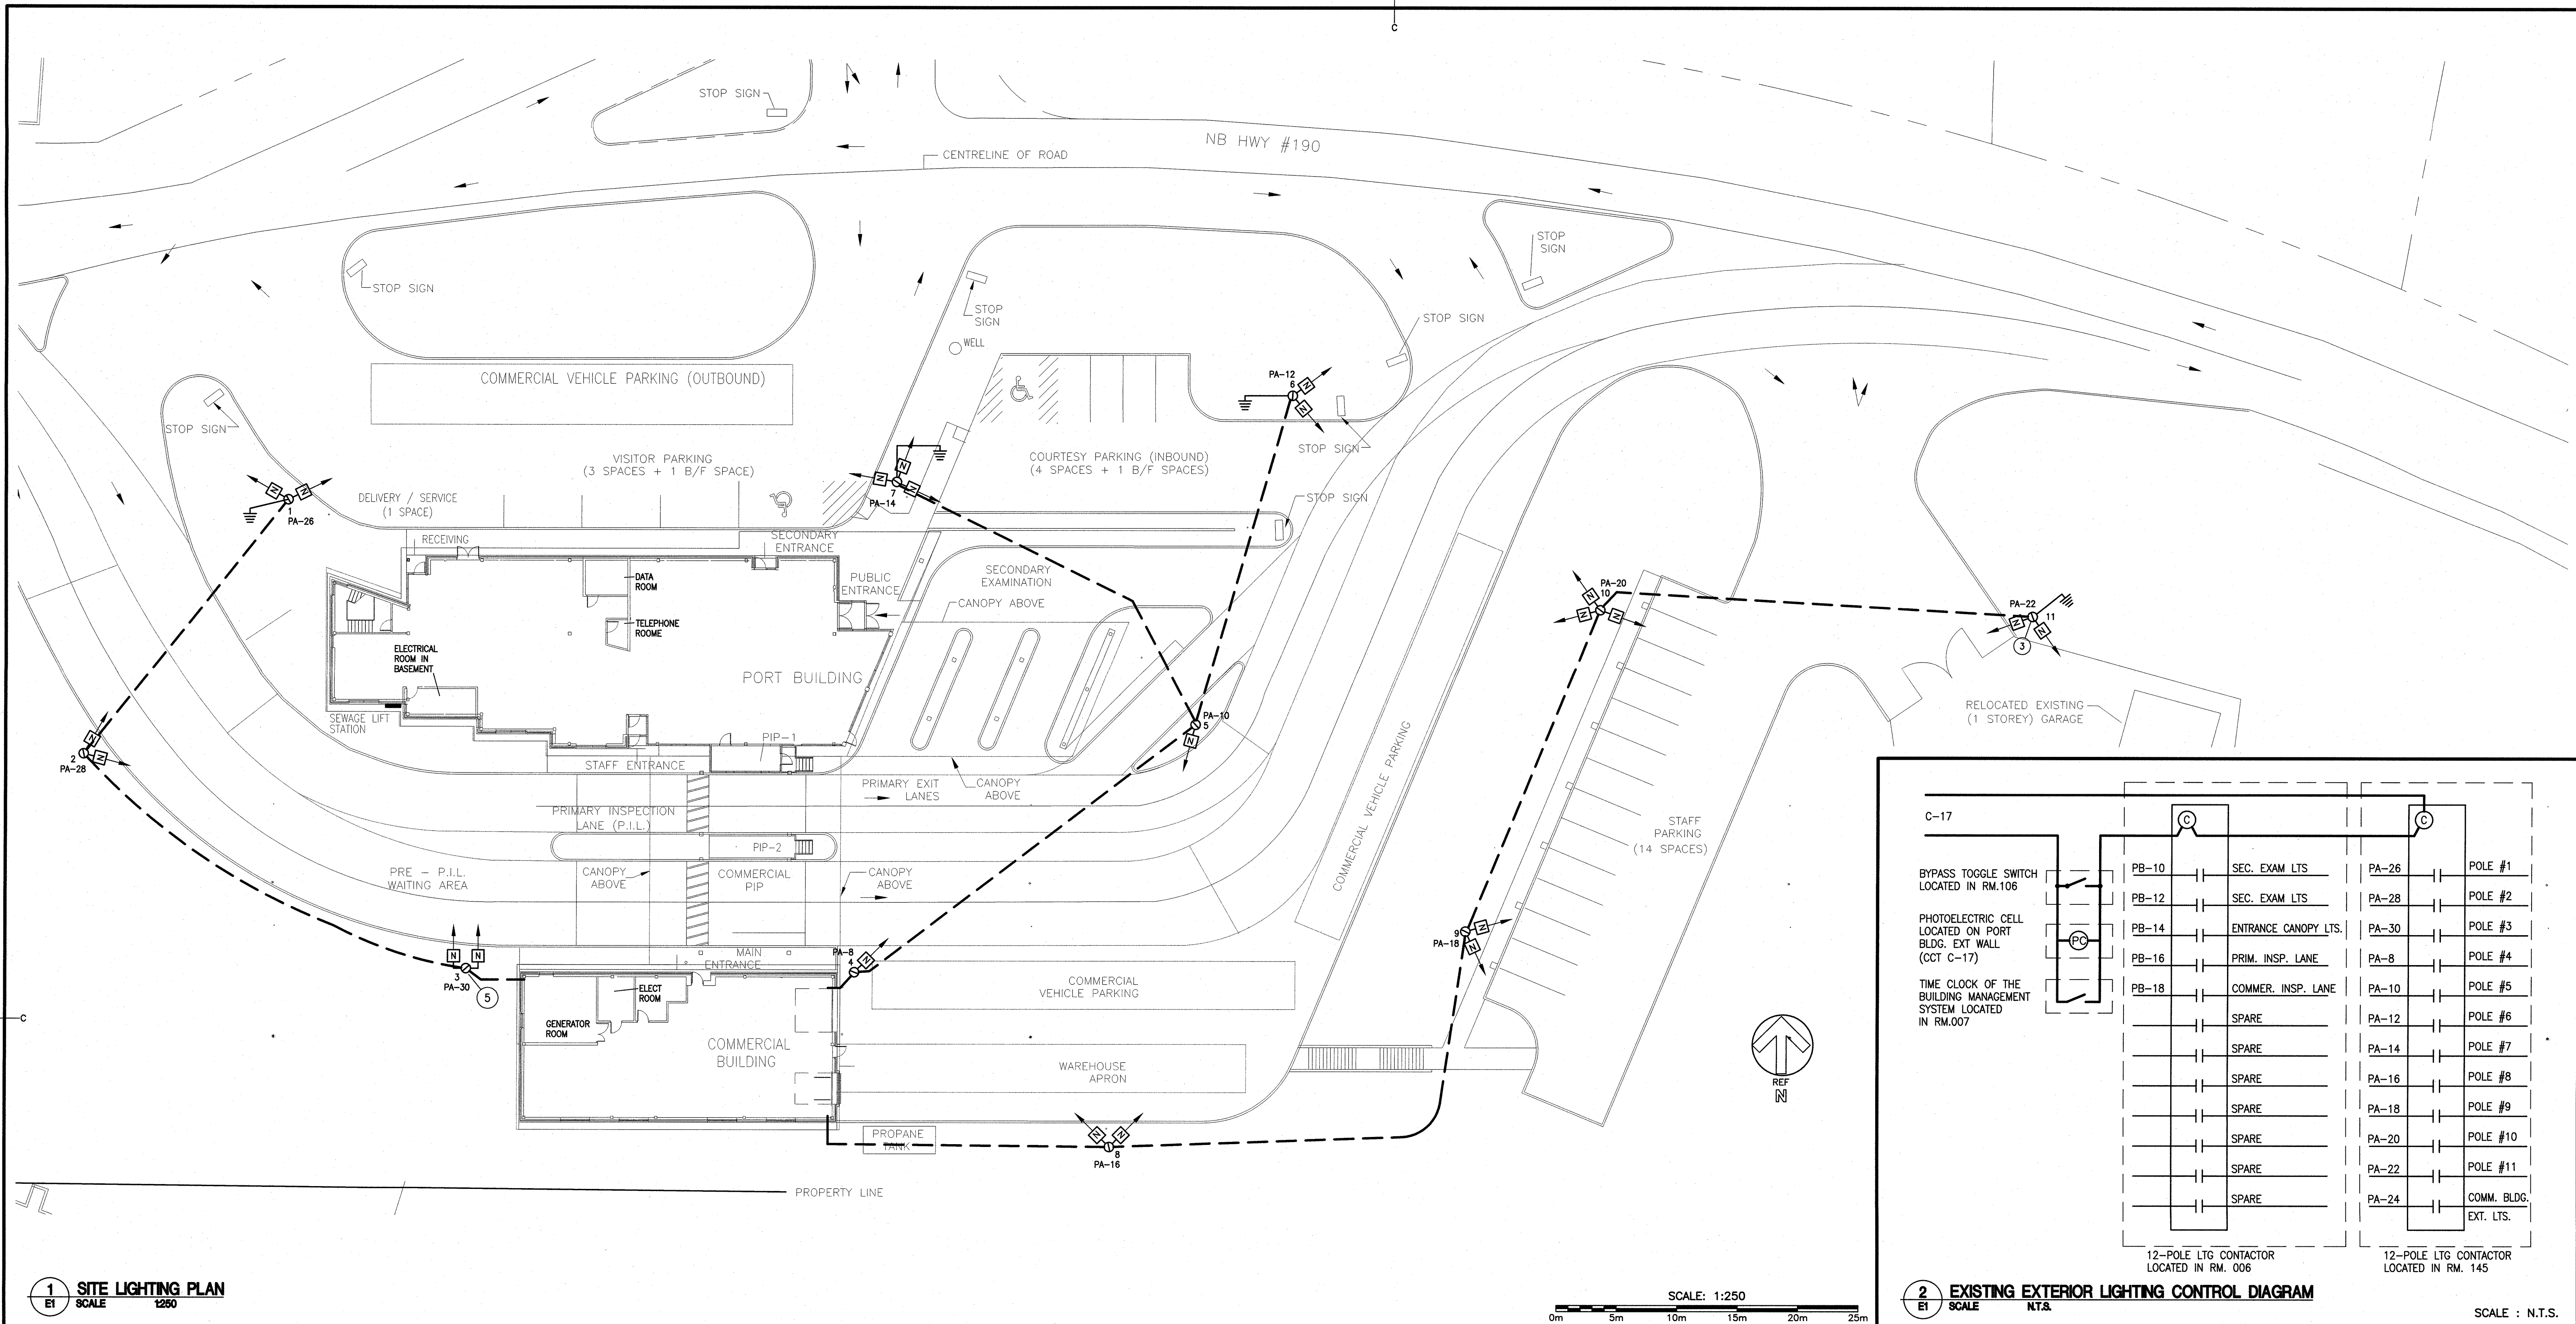 C
STOP SIGN
NB HWY #190
CENTRELINE OF ROAD
STOP SIGN
STOP
SIGN
STOP
SIGN
STOP SIGN
WELL
COMMERCIAL VEHICLE PARKING (OUTBOUND)
PA-12
6
N
N
STOP SIGN
STOP SIGN
VISITOR PARKING
(3 SPACES + 1 B/F SPACE)
COURTESY PARKING (INBOUND)
(4 SPACES + 1 B/F SPACES)
N
N
N
7
PA-14
N
N
1
PA-26
DELIVERY / SERVICE
(1 SPACE)
STOP SIGN
RECEIVING
SECONDARY
ENTRANCE
DATA
ROOM
PUBLIC
ENTRANCE
SECONDARY
EXAMINATION
CANOPY ABOVE
TELEPHONE
ROOME
ELECTRICAL
ROOM IN
BASEMENT
PORT BUILDING
PA-20
10
N
N
N
PA-22
11
N
N
3
SEWAGE LIFT
STATION
PA-10
5
N
RELOCATED EXISTING
(1 STOREY) GARAGE
N
N
2
PA-28
PIP-1
STAFF ENTRANCE
PRIMARY EXIT
LANES
CANOPY
ABOVE
PRIMARY INSPECTION
LANE (P.I.L.)
COMMERCIAL VEHICLE PARKING
STAFF
PARKING
(14 SPACES)
PIP-2
PRE - P.I.L.
WAITING AREA
CANOPY
ABOVE
COMMERCIAL
PIP
CANOPY
ABOVE
N
N
3
PA-30
5
MAIN
ENTRANCE
PA-8
4
N
9
PA-18
N
N
C
ELECT
ROOM
GENERATOR
ROOM
COMMERCIAL
VEHICLE PARKING
COMMERCIAL
BUILDING
WAREHOUSE
APRON
REF
N
PROPANE
TANK
N
N
8
PA-16
PROPERTY LINE
1
E1
SITE LIGHTING PLAN
SCALE 1:250
SCALE: 1:250
0m 5m 10m 15m 20m 25m
C-17
C
C
BYPASS TOGGLE SWITCH
LOCATED IN RM.106
PHOTOELECTRIC CELL
LOCATED ON PORT
BLDG. EXT WALL
(CCT C-17)
PC
TIME CLOCK OF THE
BUILDING MANAGEMENT
SYSTEM LOCATED
IN RM.007
PB-10 SEC. EXAM LTS
PB-12 SEC. EXAM LTS
PB-14 ENTRANCE CANOPY LTS.
PB-16 PRIM. INSP. LANE
PB-18 COMMER. INSP. LANE
SPARE
SPARE
SPARE
SPARE
SPARE
SPARE
SPARE
12-POLE LTG CONTACTOR
LOCATED IN RM. 006
PA-26 POLE #1
PA-28 POLE #2
PA-30 POLE #3
PA-8 POLE #4
PA-10 POLE #5
PA-12 POLE #6
PA-14 POLE #7
PA-16 POLE #8
PA-18 POLE #9
PA-20 POLE #10
PA-22 POLE #11
PA-24 COMM. BLDG.
EXT. LTS.
12-POLE LTG CONTACTOR
LOCATED IN RM. 145
2
E1
EXISTING EXTERIOR LIGHTING CONTROL DIAGRAM
SCALE N.T.S.
SCALE : N.T.S.